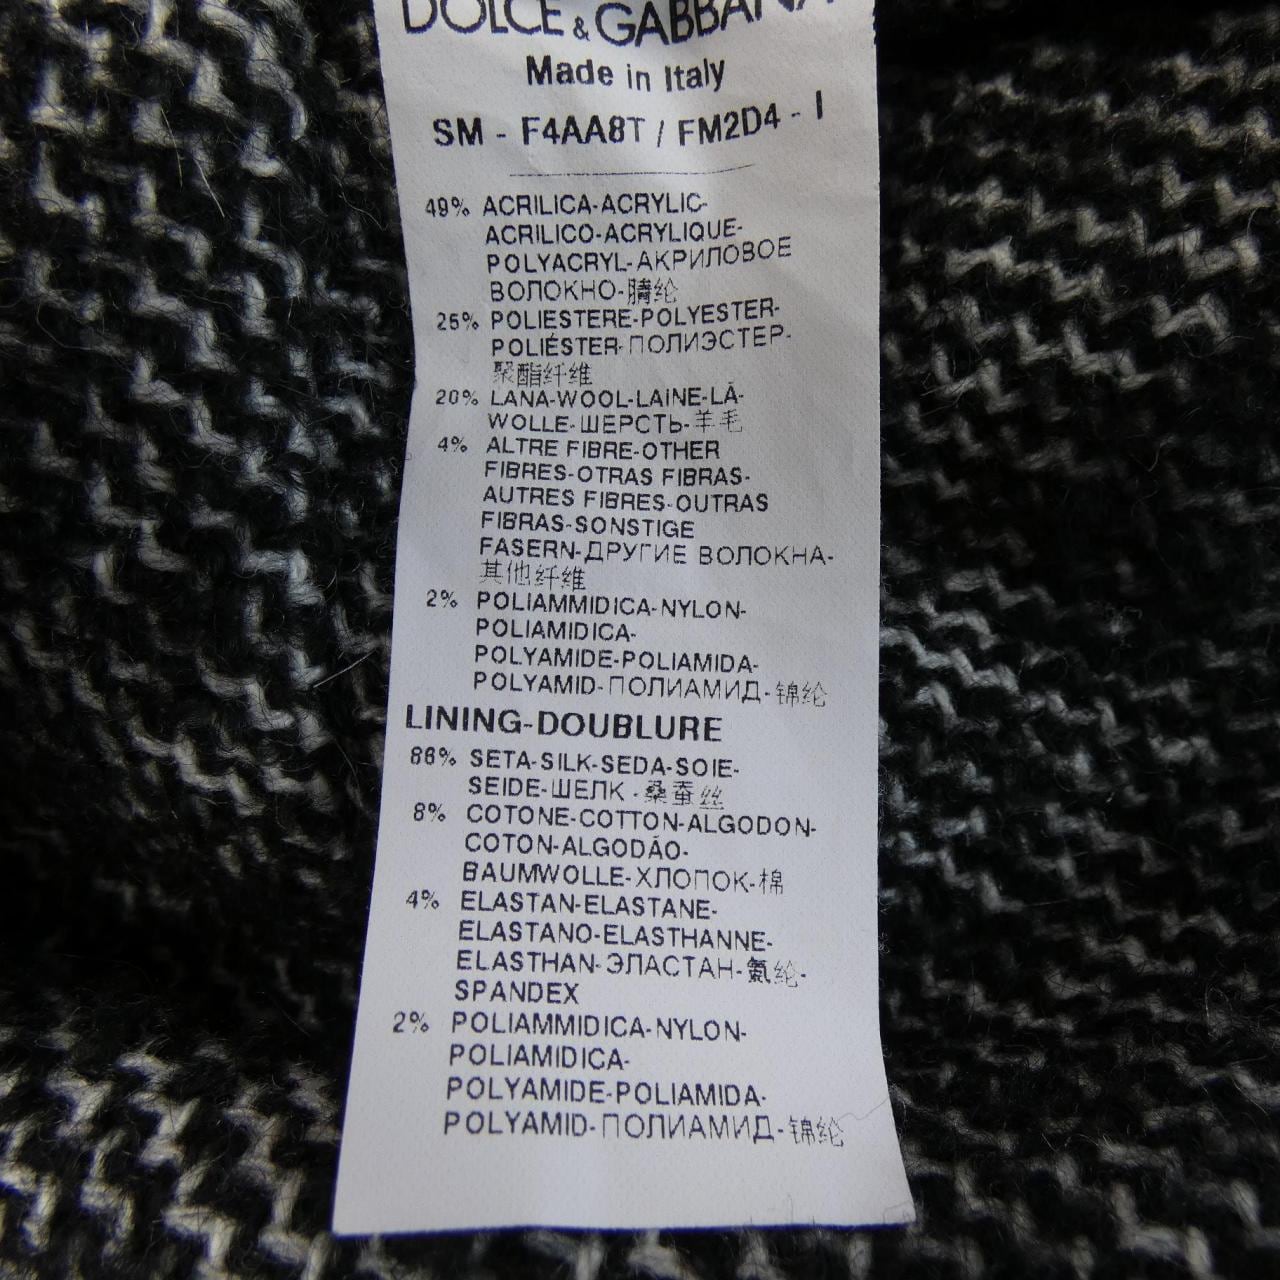 DOLCE & GABBANA
Made in Italy
SM - F4AA8T / FM2D4 - I
49% ACRILICA-ACRYLIC-
ACRILICO-ACRYLIQUE-
POLYACRYL-АКРИЛОВОЕ
ВОЛОКНО-腈纶
25% POLIESTERE-POLYESTER-
POLIÉSTER-ПОЛИЭСТЕР-
聚酯纤维
20% LANA-WOOL-LAINE-LÃ-
WOLLE-ШЕРСТЬ-羊毛
4% ALTRE FIBRE-OTHER
FIBRES-OTRAS FIBRAS-
AUTRES FIBRES-OUTRAS
FIBRAS-SONSTIGE
FASERN-ДРУГИЕ ВОЛОКНА-
其他纤维
2% POLIAMMIDICA-NYLON-
POLIAMIDICA-
POLYAMIDE-POLIAMIDA-
POLYAMID-ПОЛИАМИД-锦纶
LINING-DOUBLURE
86% SETA-SILK-SEDA-SOIE-
SEIDE-ШЕЛК -桑蚕丝
8% COTONE-COTTON-ALGODON-
COTON-ALGODÃO-
BAUMWOLLE-ХЛОПОК-棉
4% ELASTAN-ELASTANE-
ELASTANO-ELASTHANNE-
ELASTHAN-ЭЛАСТАН-氨纶-
SPANDEX
2% POLIAMMIDICA-NYLON-
POLIAMIDICA-
POLYAMIDE-POLIAMIDA-
POLYAMID-ПОЛИАМИД-锦纶